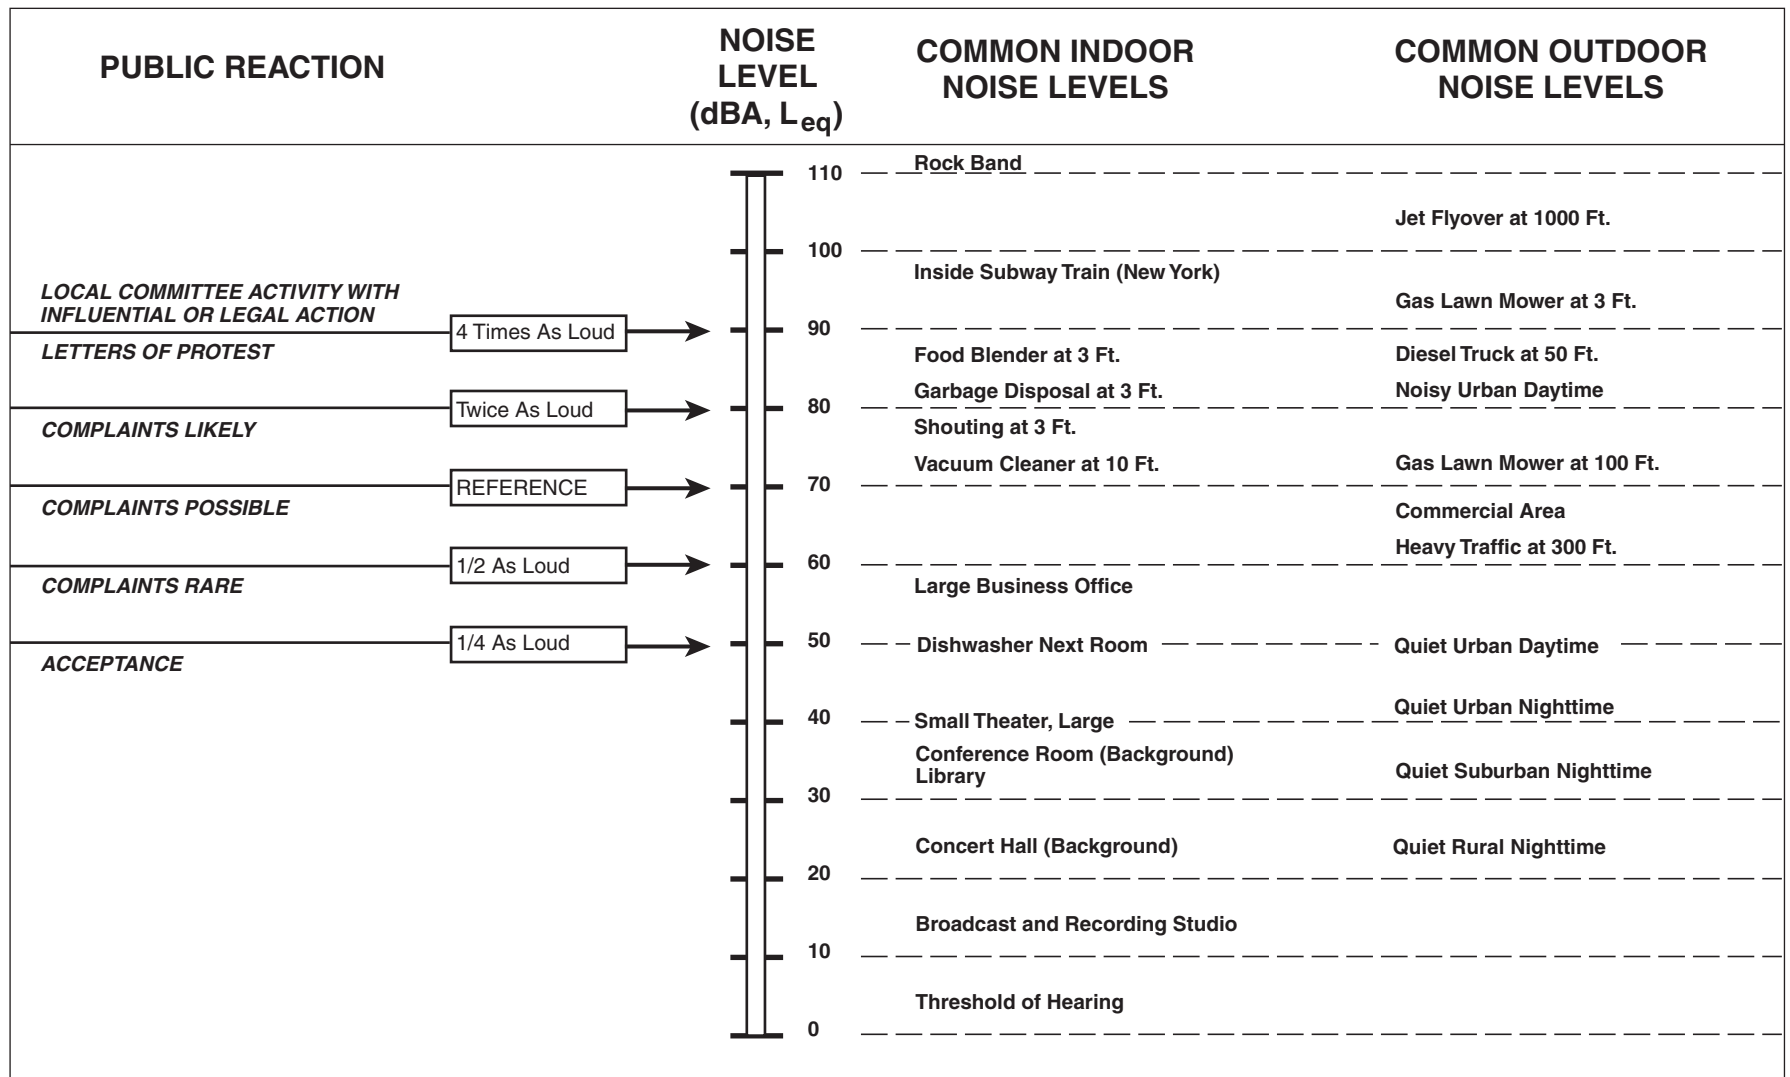 PUBLIC REACTION
NOISE
LEVEL
(dBA, Leq)
COMMON INDOOR
NOISE LEVELS
COMMON OUTDOOR
NOISE LEVELS
LOCAL COMMITTEE ACTIVITY WITH
INFLUENTIAL OR LEGAL ACTION
LETTERS OF PROTEST
COMPLAINTS LIKELY
COMPLAINTS POSSIBLE
COMPLAINTS RARE
ACCEPTANCE
4 Times As Loud
Twice As Loud
REFERENCE
1/2 As Loud
1/4 As Loud
110
100
90
80
70
60
50
40
30
20
10
0
Rock Band
Inside Subway Train (New York)
Food Blender at 3 Ft.
Garbage Disposal at 3 Ft.
Shouting at 3 Ft.
Vacuum Cleaner at 10 Ft.
Large Business Office
Dishwasher Next Room
Small Theater, Large
Conference Room (Background)
Library
Concert Hall (Background)
Broadcast and Recording Studio
Threshold of Hearing
Jet Flyover at 1000 Ft.
Gas Lawn Mower at 3 Ft.
Diesel Truck at 50 Ft.
Noisy Urban Daytime
Gas Lawn Mower at 100 Ft.
Commercial Area
Heavy Traffic at 300 Ft.
Quiet Urban Daytime
Quiet Urban Nighttime
Quiet Suburban Nighttime
Quiet Rural Nighttime